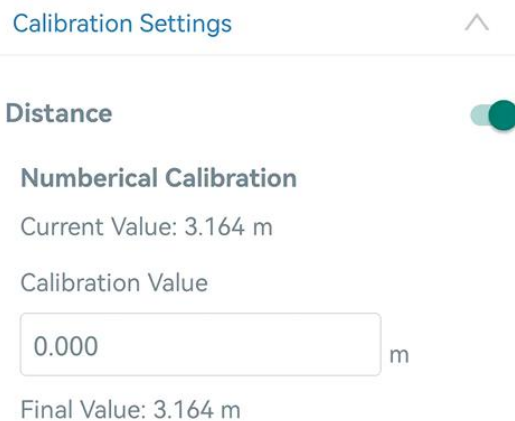 Calibration Settings
Distance
Numberical Calibration
Current Value: 3.164 m
Calibration Value
0.000
m
Final Value: 3.164 m